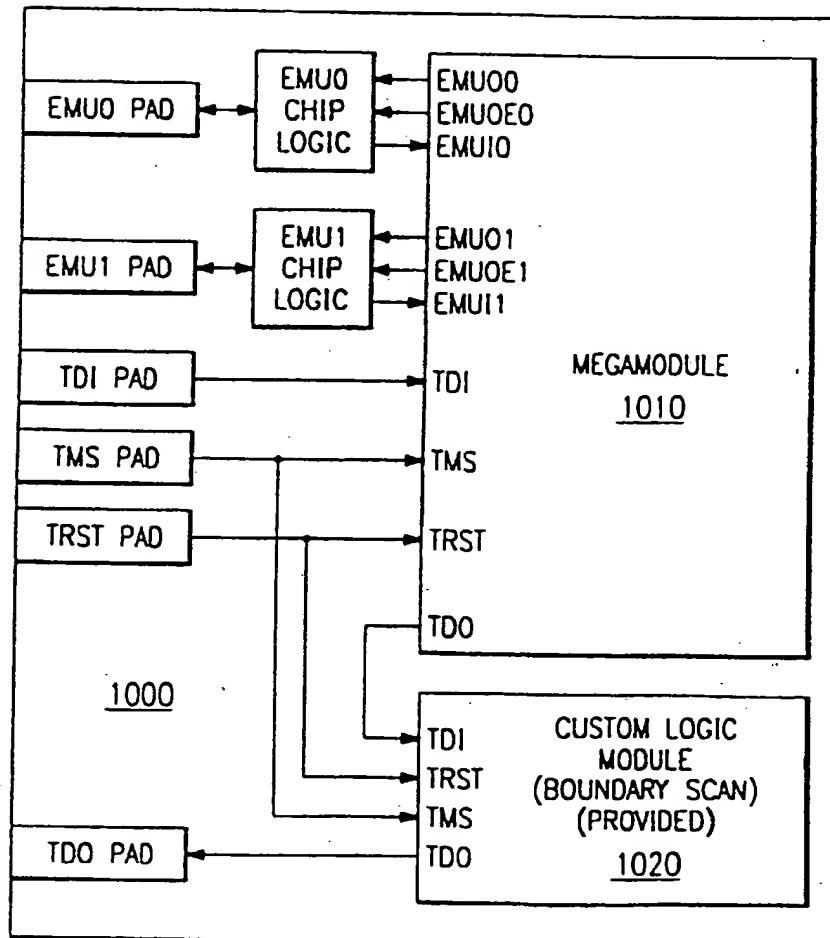 EMU0 PAD
EMU0
CHIP
LOGIC
EMUO0
EMUOE0
EMUI0
EMU1 PAD
EMU1
CHIP
LOGIC
EMUO1
EMUOE1
EMUI1
TDI PAD
TDI
MEGAMODULE
1010
TMS PAD
TMS
TRST PAD
TRST
TDO
1000
TDI
TRST
TMS
TDO
CUSTOM LOGIC
MODULE
(BOUNDARY SCAN)
(PROVIDED)
1020
TDO PAD